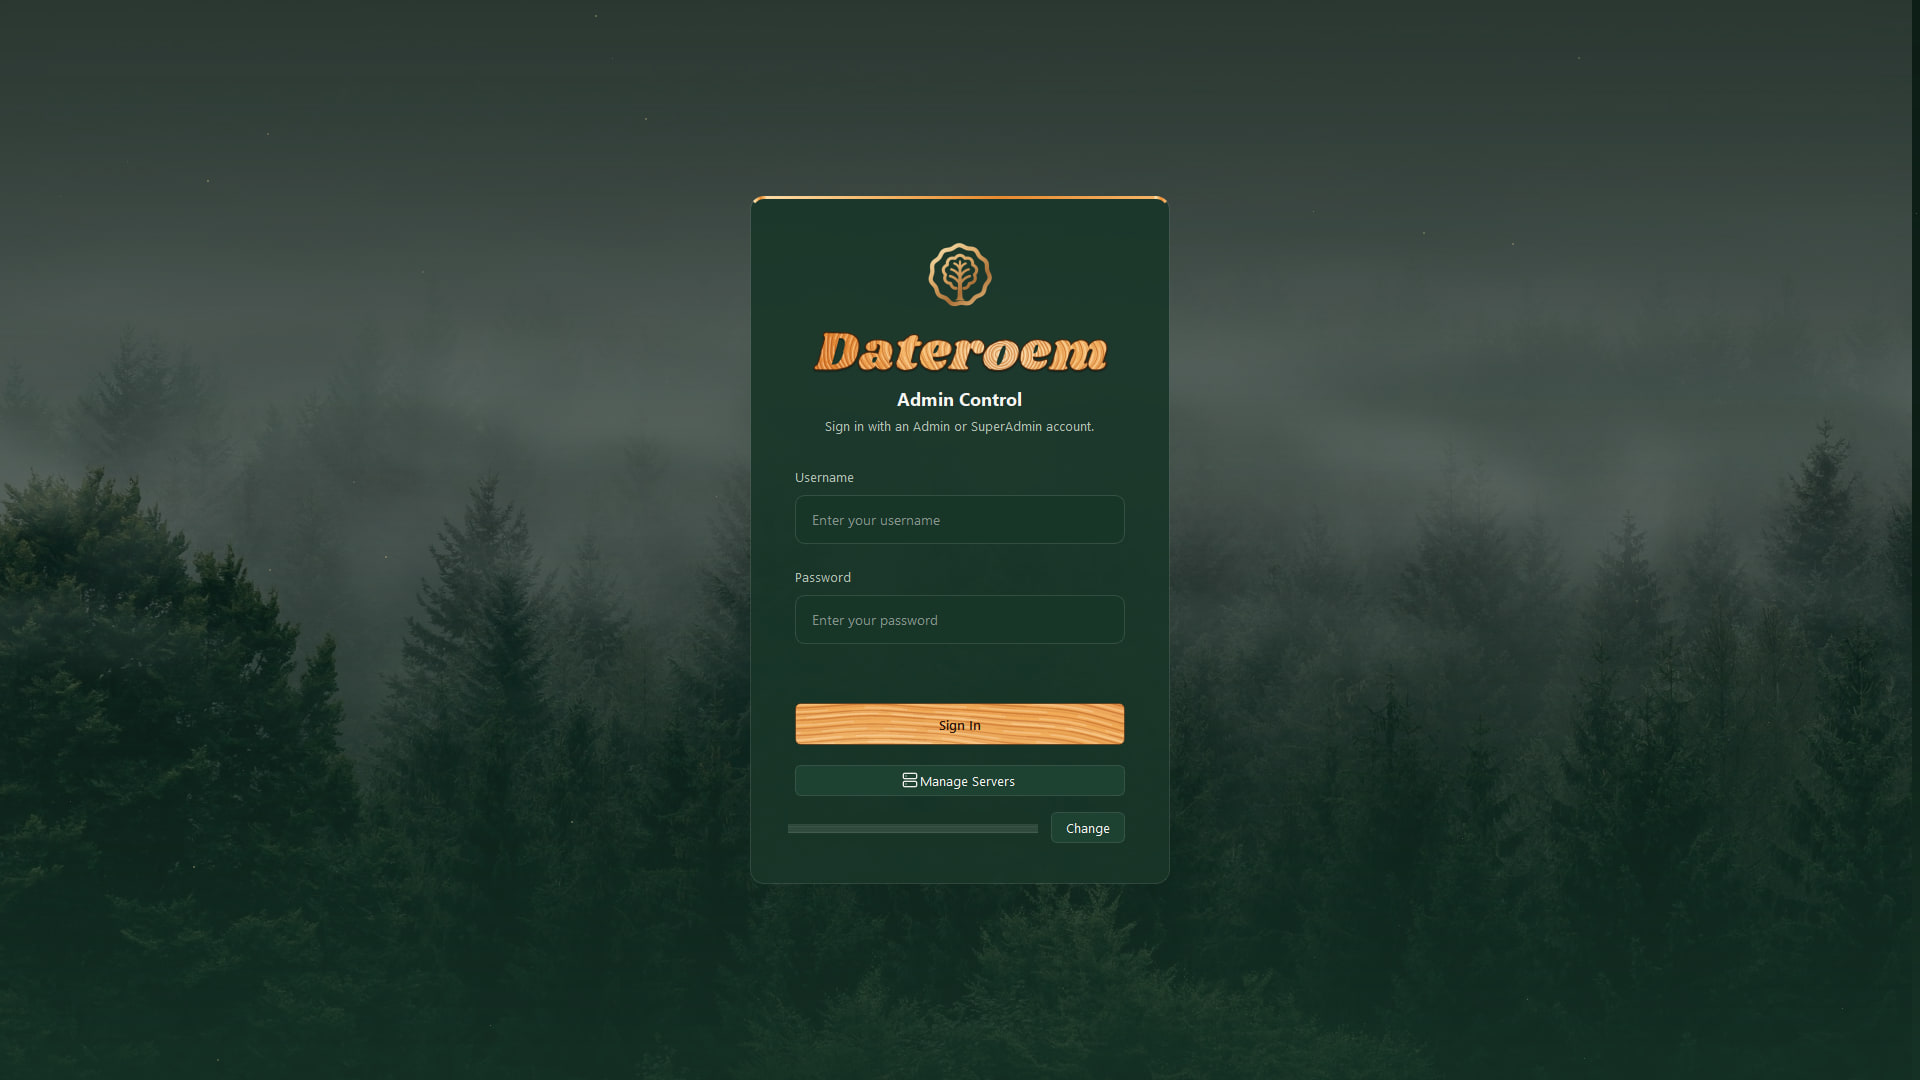 Dateroem
Admin Control
Sign in with an Admin or SuperAdmin account.
Username
Enter your username
Password
Enter your password
Sign In
Manage Servers
Change